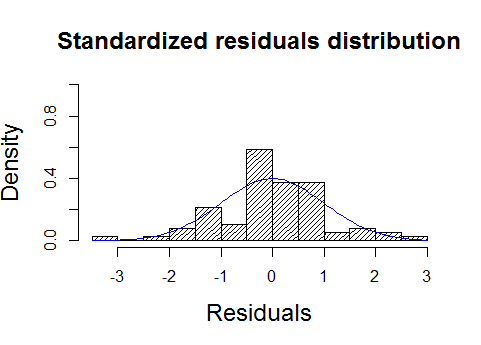 Standardized residuals distribution
Density
0.0 0.4 0.8
-3 -2 -1 0 1 2 3
Residuals